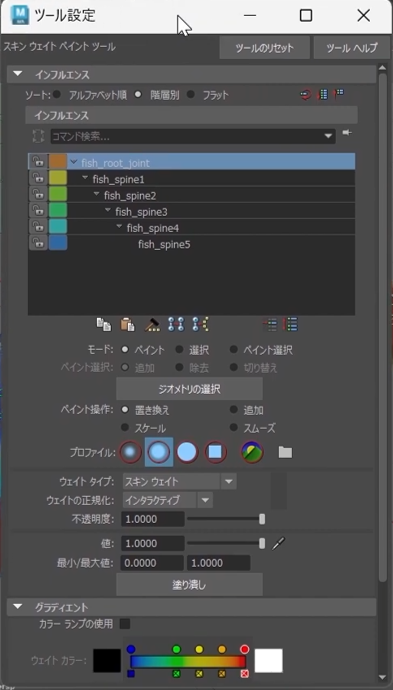 ツール設定
スキン ウェイト ペイント ツール ツールのリセット ツール ヘルプ
インフルエンス
ソート: アルファベット順 階層別 フラット
インフルエンス
コマンド検索...
fish_root_joint
fish_spine1
fish_spine2
fish_spine3
fish_spine4
fish_spine5
モード: ペイント 選択 ペイント選択
ペイント選択: 追加 除去 切り替え
ジオメトリの選択
ペイント操作: 置き換え 追加
スケール スムーズ
プロファイル:
ウェイト タイプ: スキン ウェイト
ウェイトの正規化: インタラクティブ
不透明度: 1.0000
値: 1.0000
最小/最大値: 0.0000 1.0000
塗り潰し
グラディエント
カラー ランプの使用
ウェイト カラー: